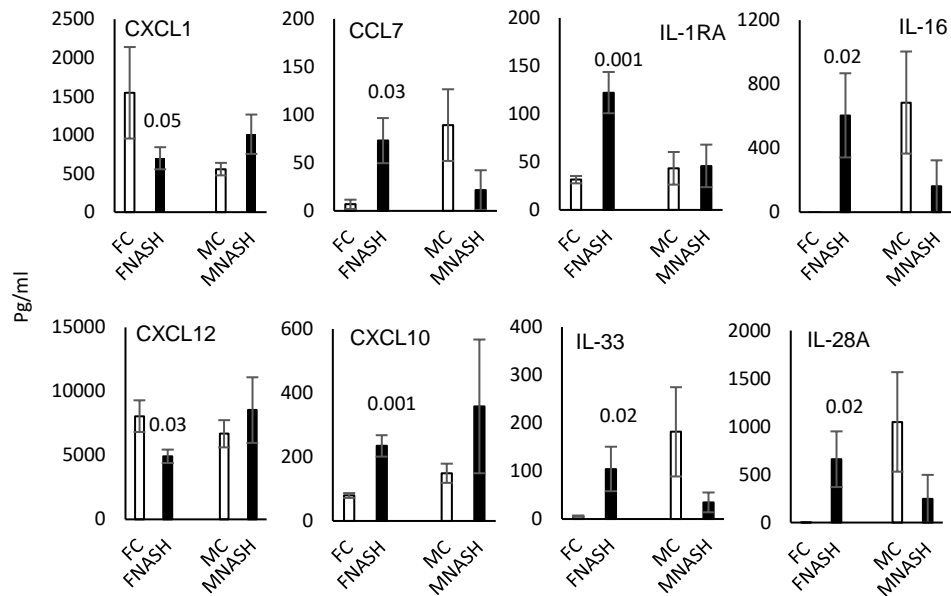 Pg/ml
CXCL1
2500
2000
1500
1000
500
0
0.05
FC
FNASH
MC
MNASH
CCL7
200
150
100
50
0
0.03
FC
FNASH
MC
MNASH
IL-1RA
200
150
100
50
0
0.001
FC
FNASH
MC
MNASH
IL-16
1200
800
400
0
0.02
FC
FNASH
MC
MNASH
CXCL12
15000
10000
5000
0
0.03
FC
FNASH
MC
MNASH
CXCL10
600
400
200
0
0.001
FC
FNASH
MC
MNASH
IL-33
400
300
200
100
0
0.02
FC
FNASH
MC
MNASH
IL-28A
2000
1500
1000
500
0
0.02
FC
FNASH
MC
MNASH